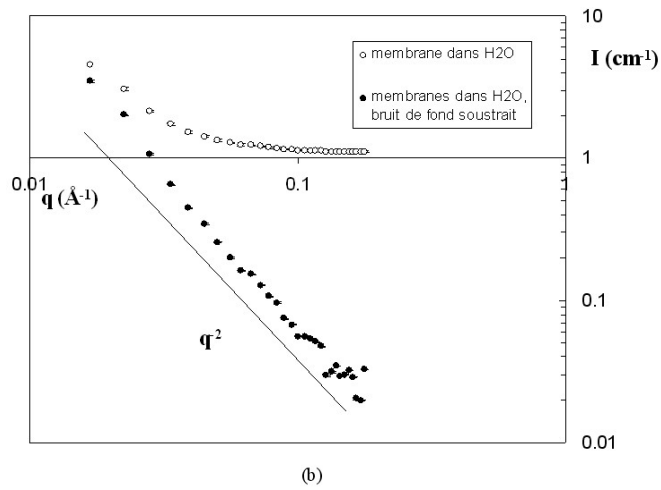 10
I (cm-1)
membrane dans H2O
membranes dans H2O,
bruit de fond soustrait
1
0.01
0.1
1
q (Å-1)
0.1
q-2
0.01
(b)